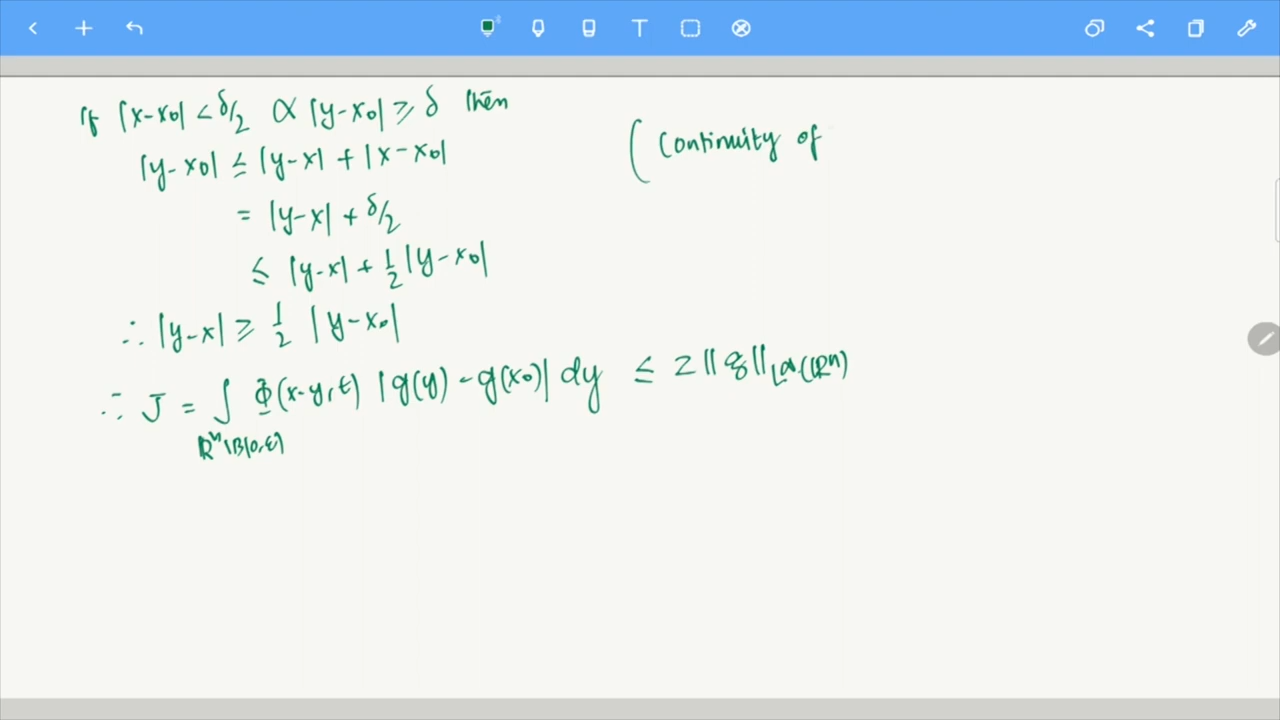 If |x-x0| < δ/2 & |y-x0| ≥ δ then
(Continuity of
|y-x0| ≤ |y-x| + |x-x0|
= |y-x| + δ/2
≤ |y-x| + 1/2 |y-x0|
∴ |y-x| ≥ 1/2 |y-x0|
∴ J = ∫ Φ(x-y,t) |g(y) - g(x0)| dy ≤ 2||g||L∞(ℝⁿ)
ℝⁿ\B(0,ε)